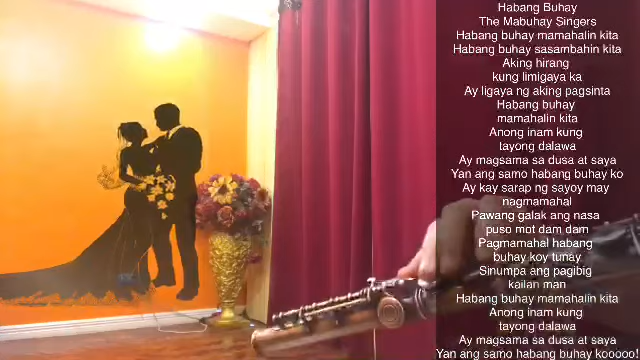 Habang Buhay
The Mabuhay Singers
Habang buhay mamahalin kita
Habang buhay sasambahin kita
Aking hirang
kung limigaya ka
Ay ligaya ng aking pagsinta
Habang buhay
mamahalin kita
Anong inam kung
tayong dalawa
Ay magsama sa dusa at saya
Yan ang samo habang buhay ko
Ay kay sarap ng sayoy may
nagmamahal
Pawang galak ang nasa
puso mot dam dam
Pagmamahal habang
buhay koy tunay
Sinumpa ang pagibig
kailan man
Habang buhay mamahalin kita
Anong inam kung
tayong dalawa
Ay magsama sa dusa at saya
Yan ang samo habang buhay kooooo!